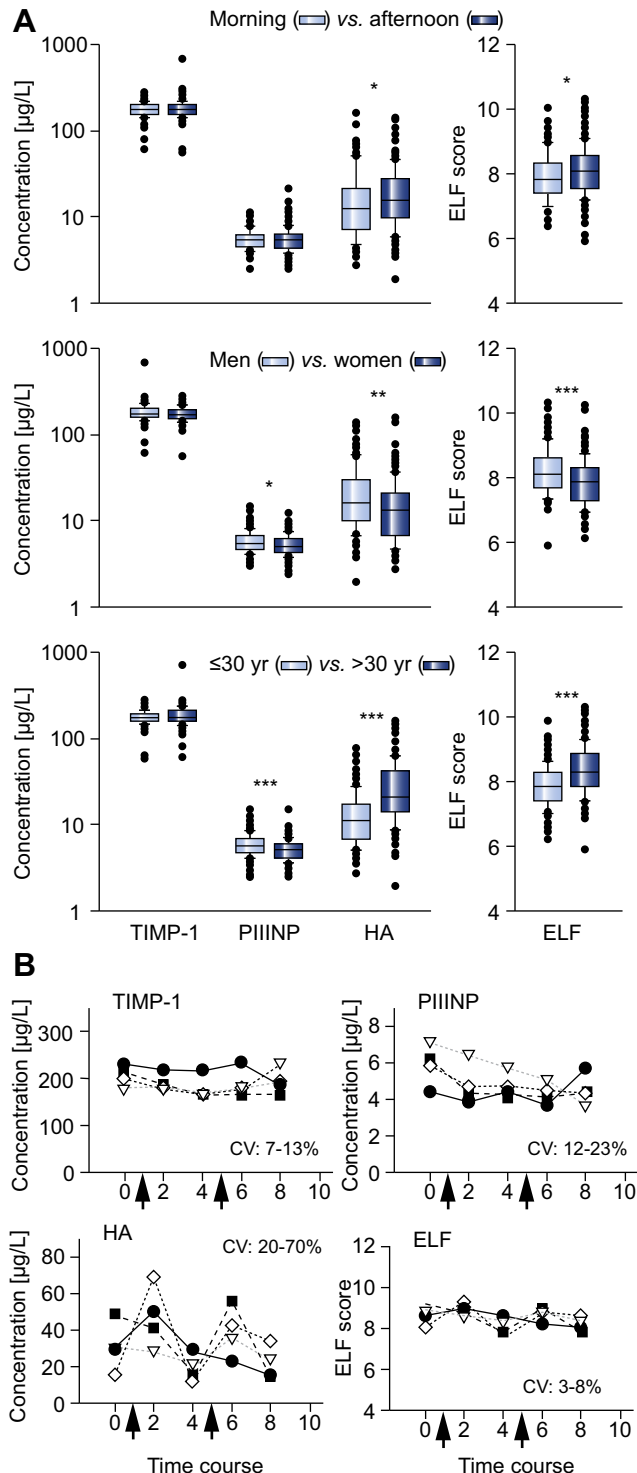 A
Morning ( ) vs. afternoon ( )
Concentration [µg/L]
1000
100
10
1
*
ELF score
12
10
8
6
4
*
Men ( ) vs. women ( )
Concentration [µg/L]
1000
100
10
1
*
**
ELF score
12
10
8
6
4
***
≤30 yr ( ) vs. >30 yr ( )
Concentration [µg/L]
1000
100
10
1
***
***
ELF score
12
10
8
6
4
***
TIMP-1 PIIINP HA ELF
B
TIMP-1
Concentration [µg/L]
300
200
100
0
CV: 7-13%
0 2 4 6 8 10
PIIINP
Concentration [µg/L]
8
6
4
2
0
CV: 12-23%
0 2 4 6 8 10
HA
Concentration [µg/L]
80
60
40
20
0
CV: 20-70%
0 2 4 6 8 10
Time course
ELF
ELF score
12
10
8
6
4
CV: 3-8%
0 2 4 6 8 10
Time course